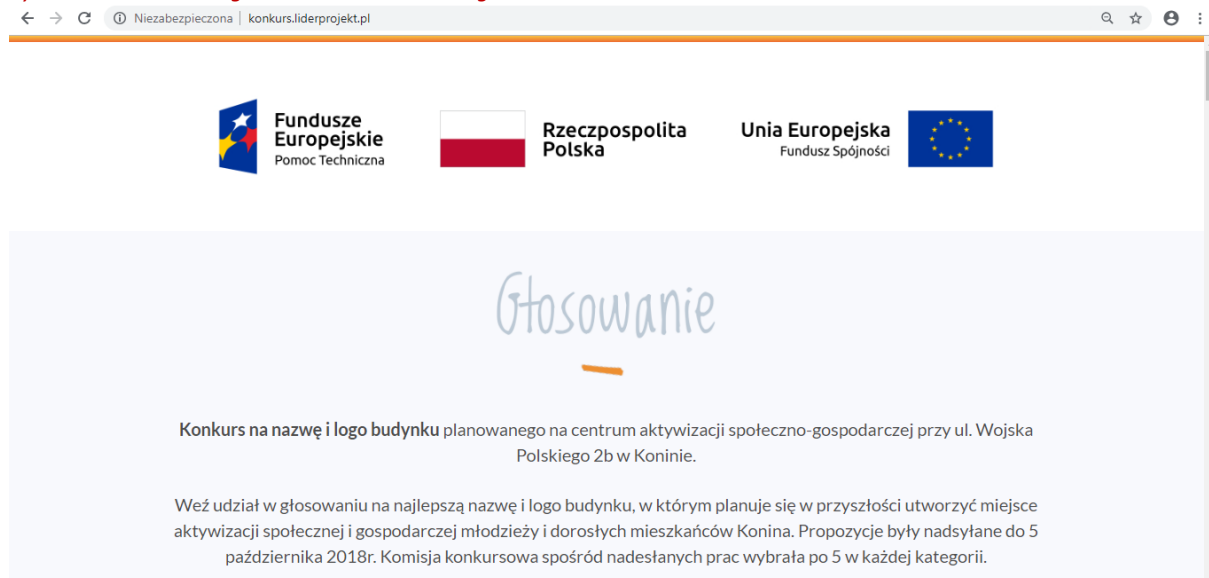 Niezabezpieczona | konkurs.liderprojekt.pl
Fundusze
Europejskie
Pomoc Techniczna
Rzeczpospolita
Polska
Unia Europejska
Fundusz Spójności
Głosowanie
Konkurs na nazwę i logo budynku planowanego na centrum aktywizacji społeczno-gospodarczej przy ul. Wojska
Polskiego 2b w Koninie.
Weź udział w głosowaniu na najlepszą nazwę i logo budynku, w którym planuje się w przyszłości utworzyć miejsce
aktywizacji społecznej i gospodarczej młodzieży i dorosłych mieszkańców Konina. Propozycje były nadsyłane do 5
października 2018r. Komisja konkursowa spośród nadesłanych prac wybrała po 5 w każdej kategorii.